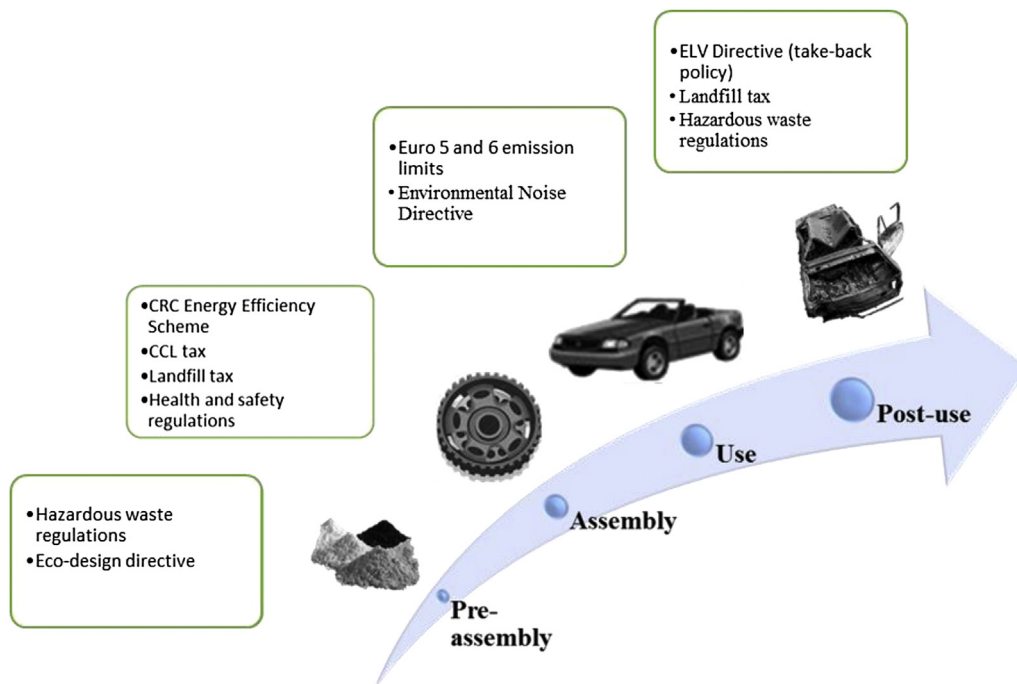 •ELV Directive (take-back
policy)
•Landfill tax
•Hazardous waste
regulations
•Euro 5 and 6 emission
limits
•Environmental Noise
Directive
•CRC Energy Efficiency
Scheme
•CCL tax
•Landfill tax
•Health and safety
regulations
•Hazardous waste
regulations
•Eco-design directive
Post-use
Use
Assembly
Pre-
assembly